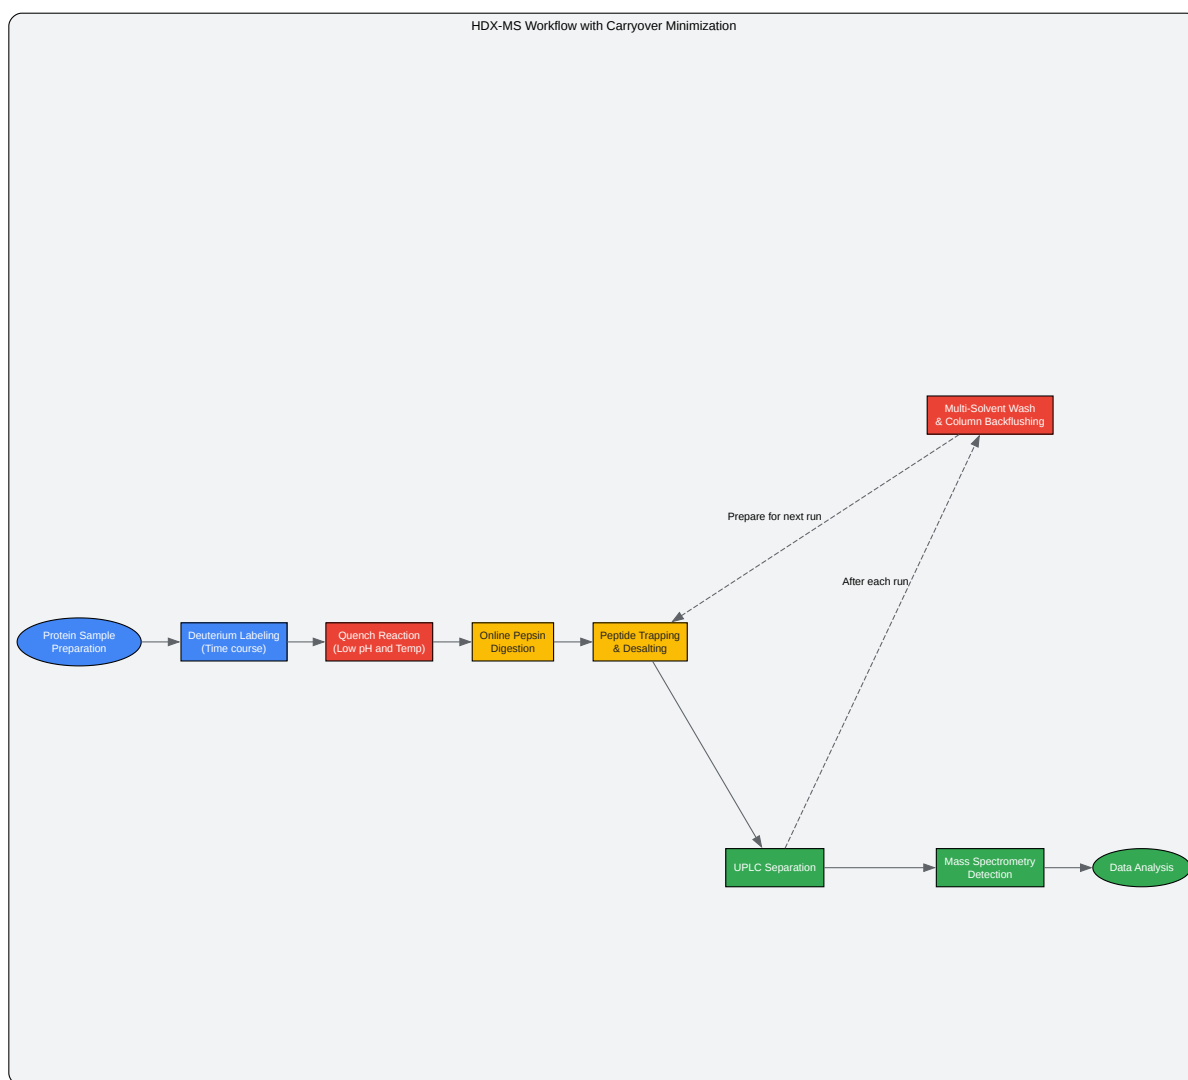 HDX-MS Workflow with Carryover Minimization
Multi-Solvent Wash
& Column Backflushing
Prepare for next run
After each run
Protein Sample
Preparation
Deuterium Labeling
(Time course)
Quench Reaction
(Low pH and Temp)
Online Pepsin
Digestion
Peptide Trapping
& Desalting
UPLC Separation
Mass Spectrometry
Detection
Data Analysis